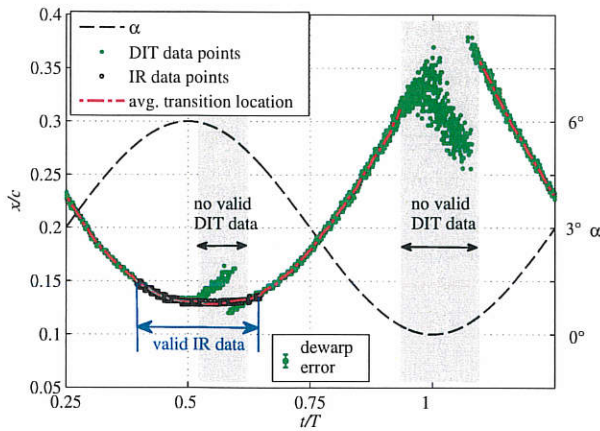 0.4
0.35
0.3
0.25
0.2
0.15
0.1
0.05
x/c
α
DIT data points
IR data points
avg. transition location
no valid
DIT data
no valid
DIT data
valid IR data
dewarp
error
6°
3°
0°
α
0.25
0.5
0.75
1
t/T